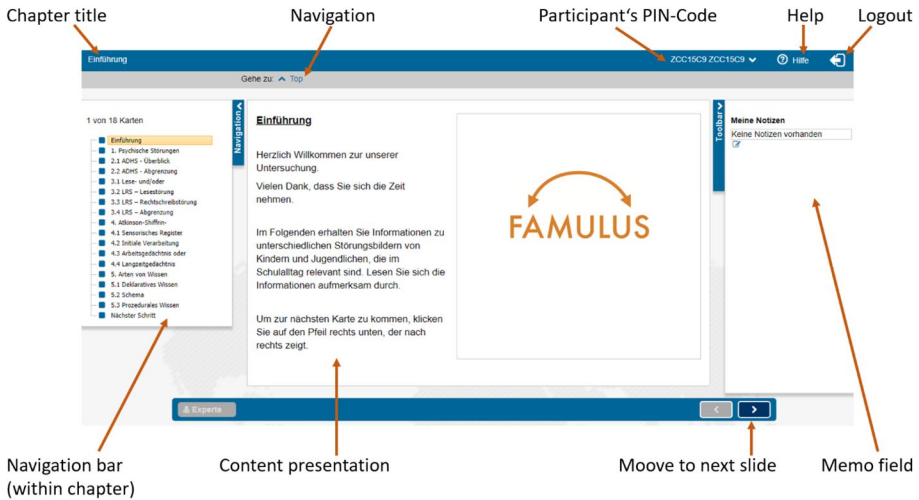 Chapter title
Navigation
Participant‘s PIN-Code
Help
Logout
Einführung
ZCC15C9 ZCC15C9
Hilfe
Gehe zu: Top
1 von 18 Karten
Einführung
1. Psychische Störungen
2.1 ADHS - Überblick
2.2 ADHS - Abgrenzung
3.1 Lese- und/oder
3.2 LRS – Lesestörung
3.3 LRS – Rechtschreibstörung
3.4 LRS – Abgrenzung
4. Atkinson-Shiffrin-
4.1 Sensorisches Register
4.2 Initiale Verarbeitung
4.3 Arbeitsgedächtnis oder
4.4 Langzeitgedächtnis
5. Arten von Wissen
5.1 Deklaratives Wissen
5.2 Schema
5.3 Prozedurales Wissen
Nächster Schritt
Navigation
Einführung
Herzlich Willkommen zur unserer
Untersuchung.
Vielen Dank, dass Sie sich die Zeit
nehmen.
Im Folgenden erhalten Sie Informationen zu
unterschiedlichen Störungsbildern von
Kindern und Jugendlichen, die im
Schulalltag relevant sind. Lesen Sie sich die
Informationen aufmerksam durch.
Um zur nächsten Karte zu kommen, klicken
Sie auf den Pfeil rechts unten, der nach
rechts zeigt.
FAMULUS
Toolbar
Meine Notizen
Keine Notizen vorhanden
Experte
Navigation bar
(within chapter)
Content presentation
Moove to next slide
Memo field